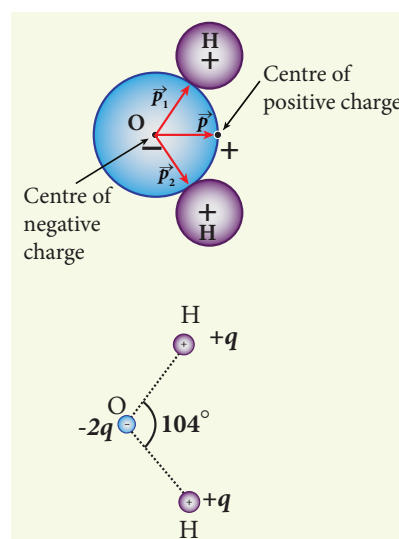 H
+
Centre of
positive charge
p⃗₁
O
p⃗
−
+
p⃗₂
Centre of
negative
charge
+
H
H
+q
+
O
-2q
-
104°
+
+q
H